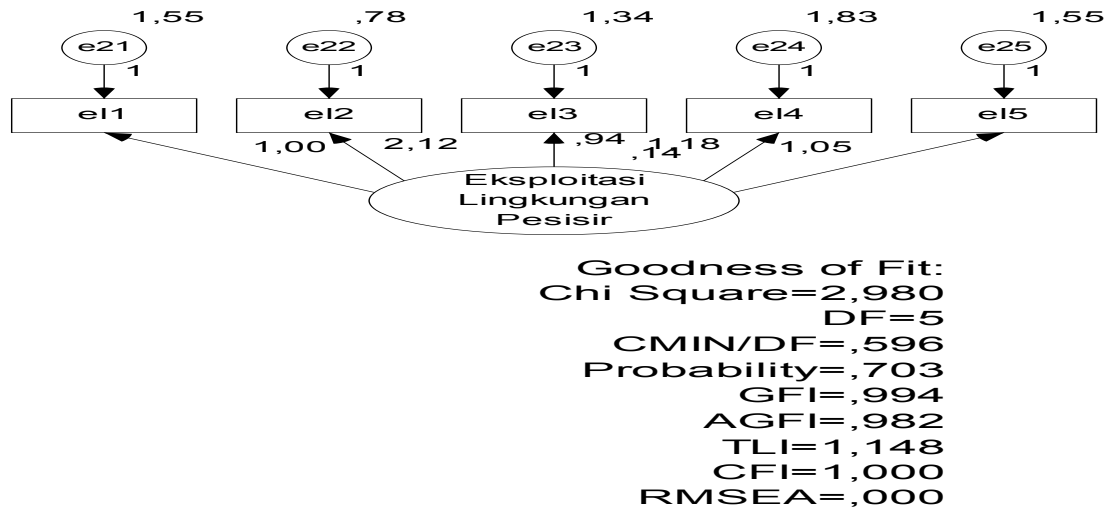 1,55 ,78 1,34 1,83 1,55
e21 e22 e23 e24 e25
1 1 1 1 1
el1 el2 el3 el4 el5
1,00 2,12 ,94 1,18 1,05
,14
Eksploitasi
Lingkungan
Pesisir
Goodness of Fit:
Chi Square=2,980
DF=5
CMIN/DF=,596
Probability=,703
GFI=,994
AGFI=,982
TLI=1,148
CFI=1,000
RMSEA=,000